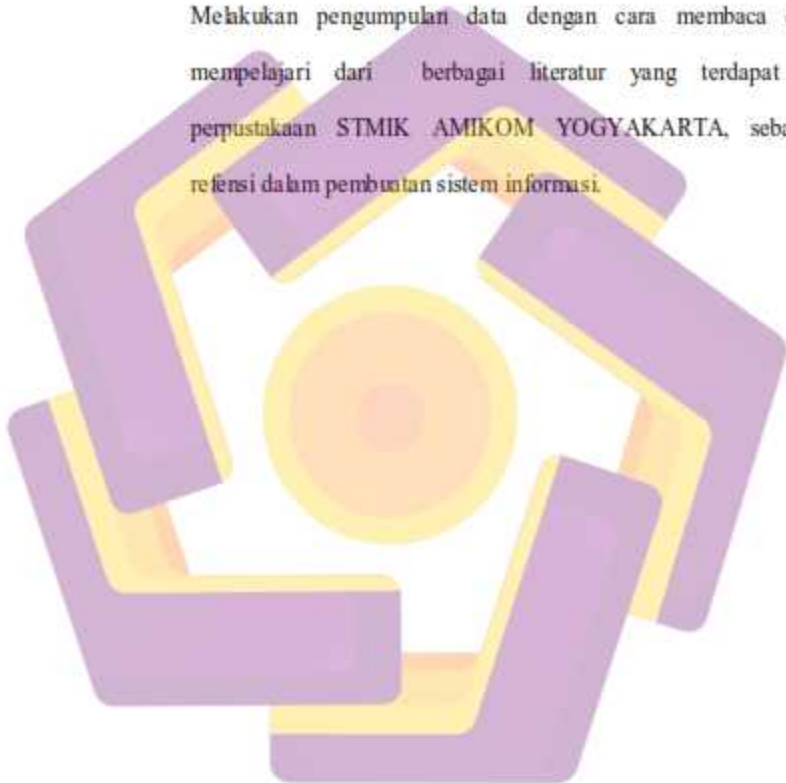 Melakukan pengumpulan data dengan cara membaca
mempelajari dari berbagai literatur yang terdapat
perpustakaan STMIK AMIKOM YOGYAKARTA, seba
refensi dalam pembuatan sistem informasi.